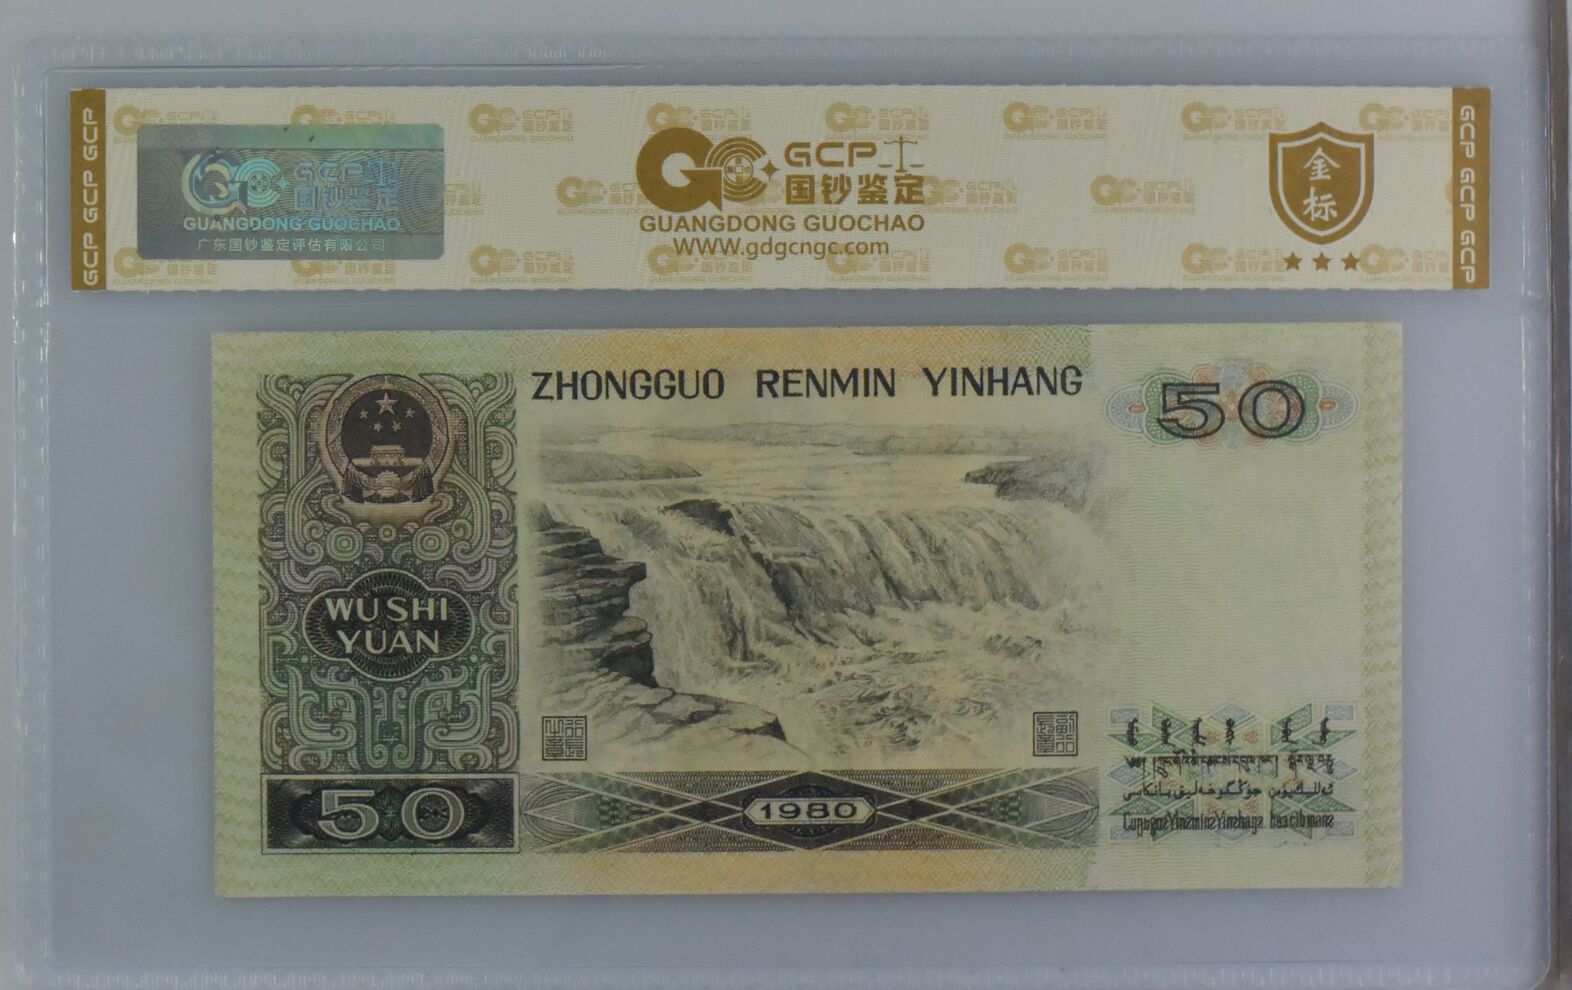 GCP GCP GCP
GCP
国钞鉴定
GUANGDONG GUOCHAO
广东国钞鉴定评估有限公司
GCP
国钞鉴定
GUANGDONG GUOCHAO
WWW.gdgcngc.com
金
标
GCP GCP GCP
ZHONGGUO RENMIN YINHANG
50
WU SHI
YUAN
50
1980